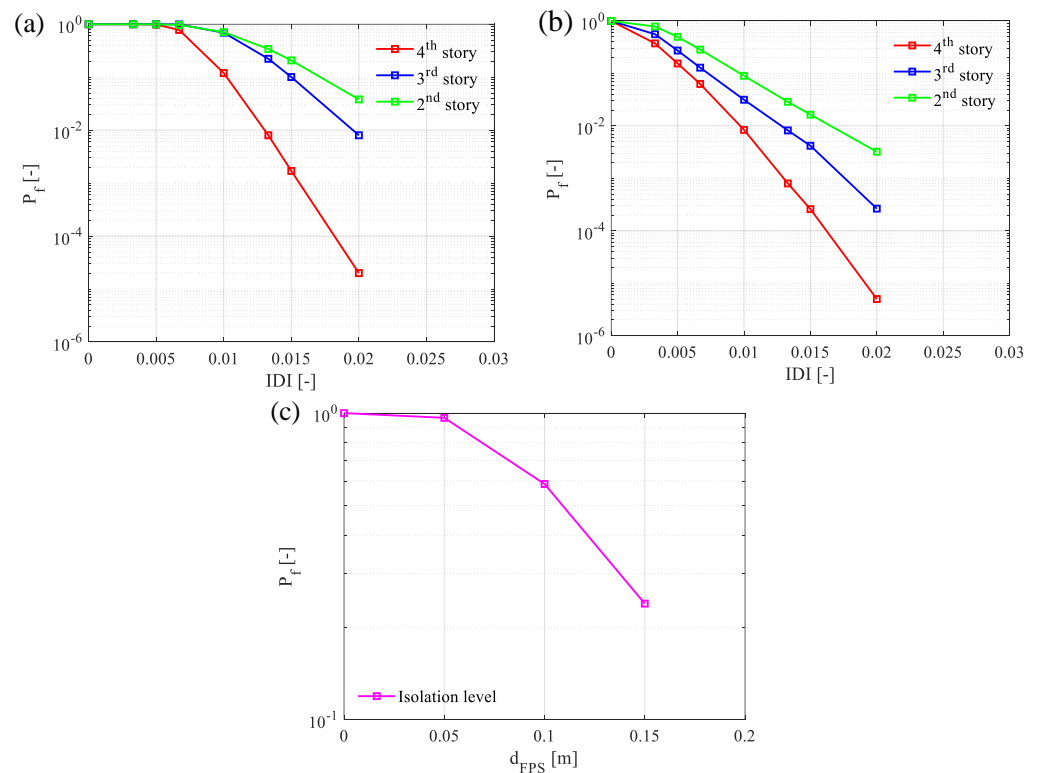 (a)
10^0
10^-2
10^-4
10^-6
P_f [-]
0 0.005 0.01 0.015 0.02 0.025 0.03
IDI [-]
4^th story
3^rd story
2^nd story
(b)
10^0
10^-2
10^-4
10^-6
P_f [-]
0 0.005 0.01 0.015 0.02 0.025 0.03
IDI [-]
4^th story
3^rd story
2^nd story
(c)
10^0
10^-1
P_f [-]
0 0.05 0.1 0.15 0.2
d_FPS [m]
Isolation level